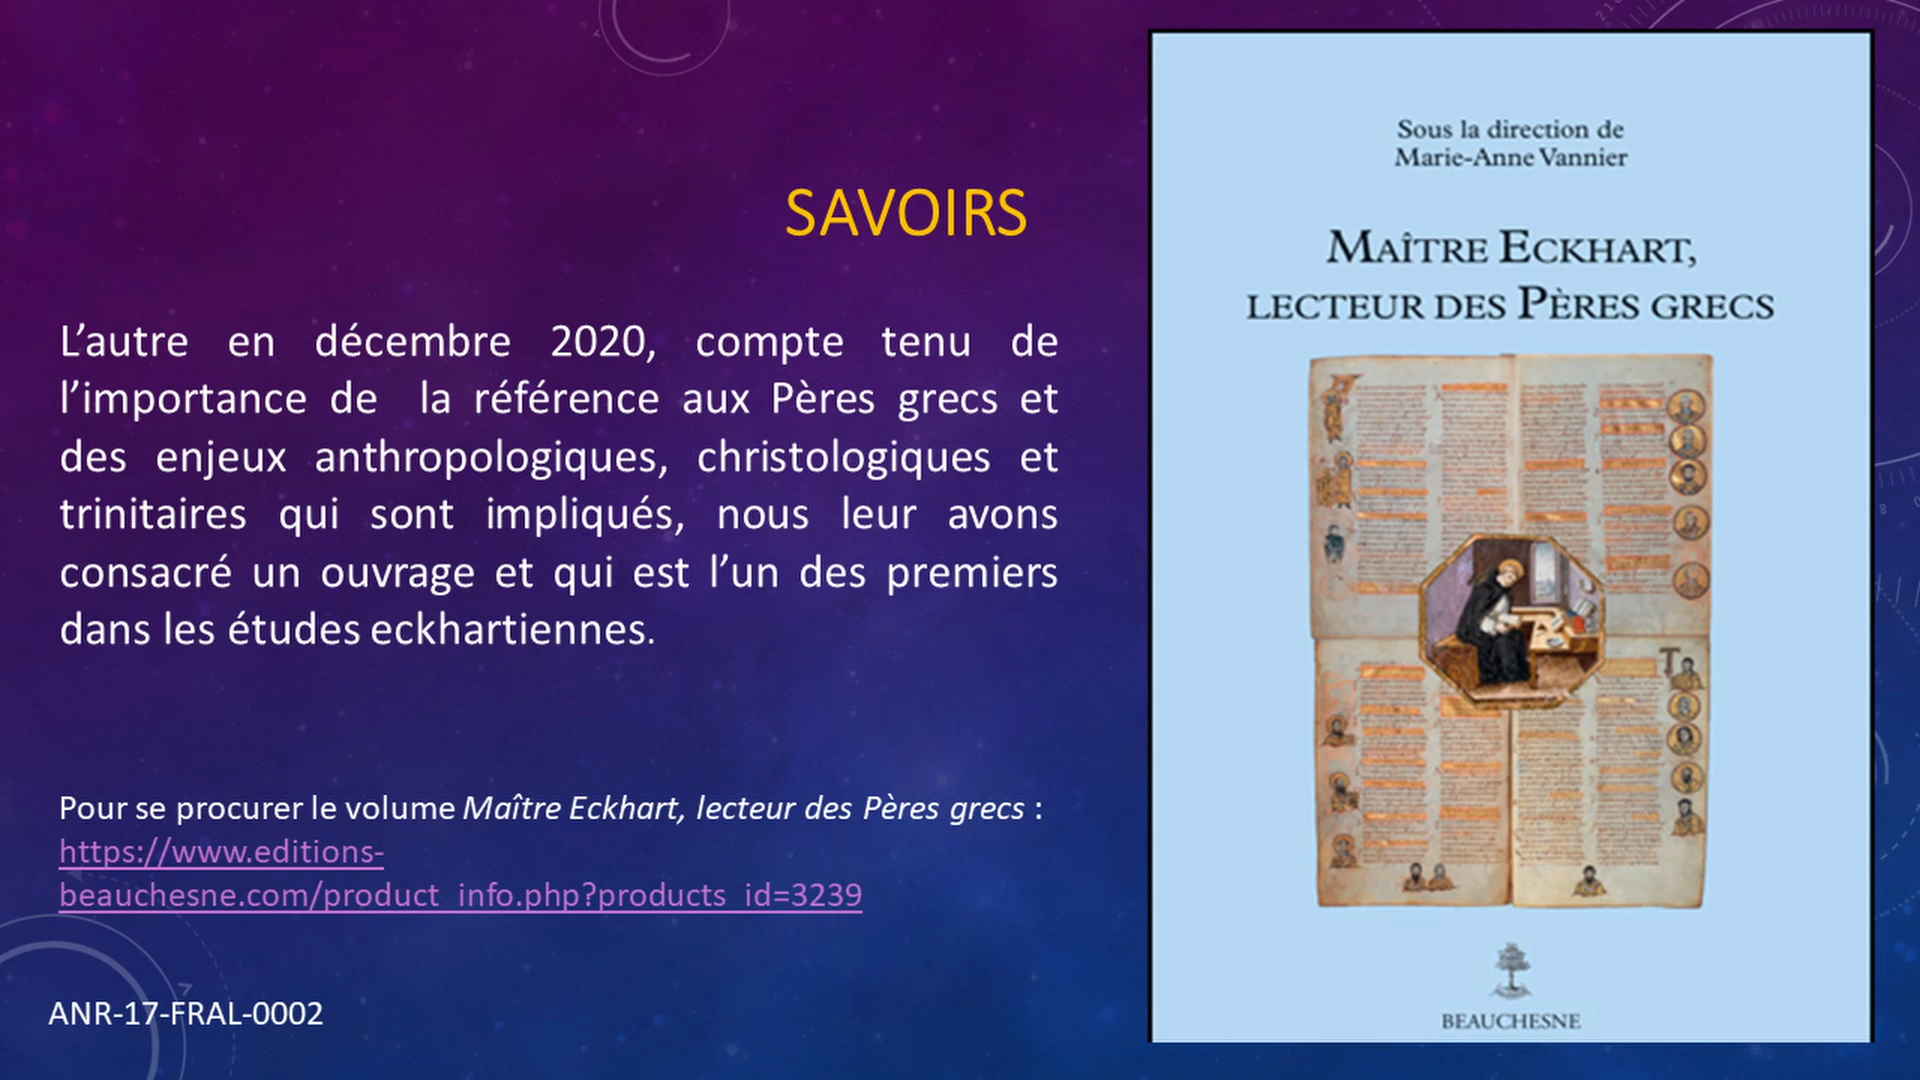 SAVOIRS
L’autre en décembre 2020, compte tenu de
l’importance de la référence aux Pères grecs et
des enjeux anthropologiques, christologiques et
trinitaires qui sont impliqués, nous leur avons
consacré un ouvrage et qui est l’un des premiers
dans les études eckhartiennes.
Pour se procurer le volume Maître Eckhart, lecteur des Pères grecs :
https://www.editions-
beauchesne.com/product_info.php?products_id=3239
ANR-17-FRAL-0002
Sous la direction de
Marie-Anne Vannier
MAÎTRE ECKHART,
LECTEUR DES PÈRES GRECS
BEAUCHESNE